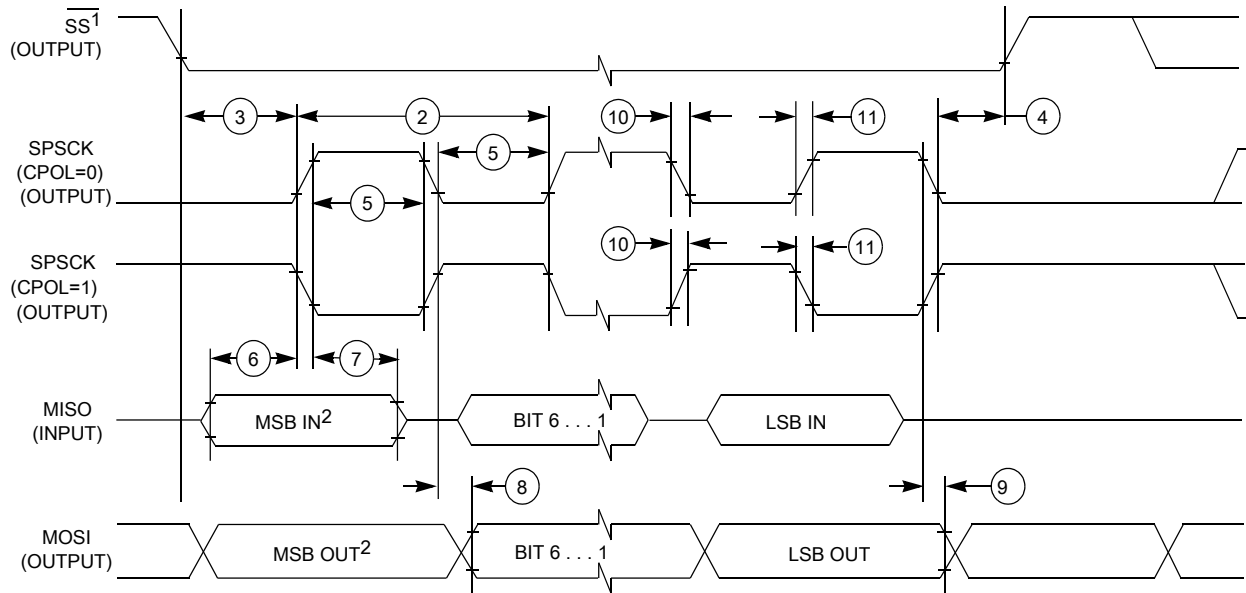 SS1
(OUTPUT)
3
2
10
11
4
SPSCK
(CPOL=0)
(OUTPUT)
5
5
SPSCK
(CPOL=1)
(OUTPUT)
10
11
6
7
MISO
(INPUT)
MSB IN2
BIT 6 . . . 1
LSB IN
8
9
MOSI
(OUTPUT)
MSB OUT2
BIT 6 . . . 1
LSB OUT